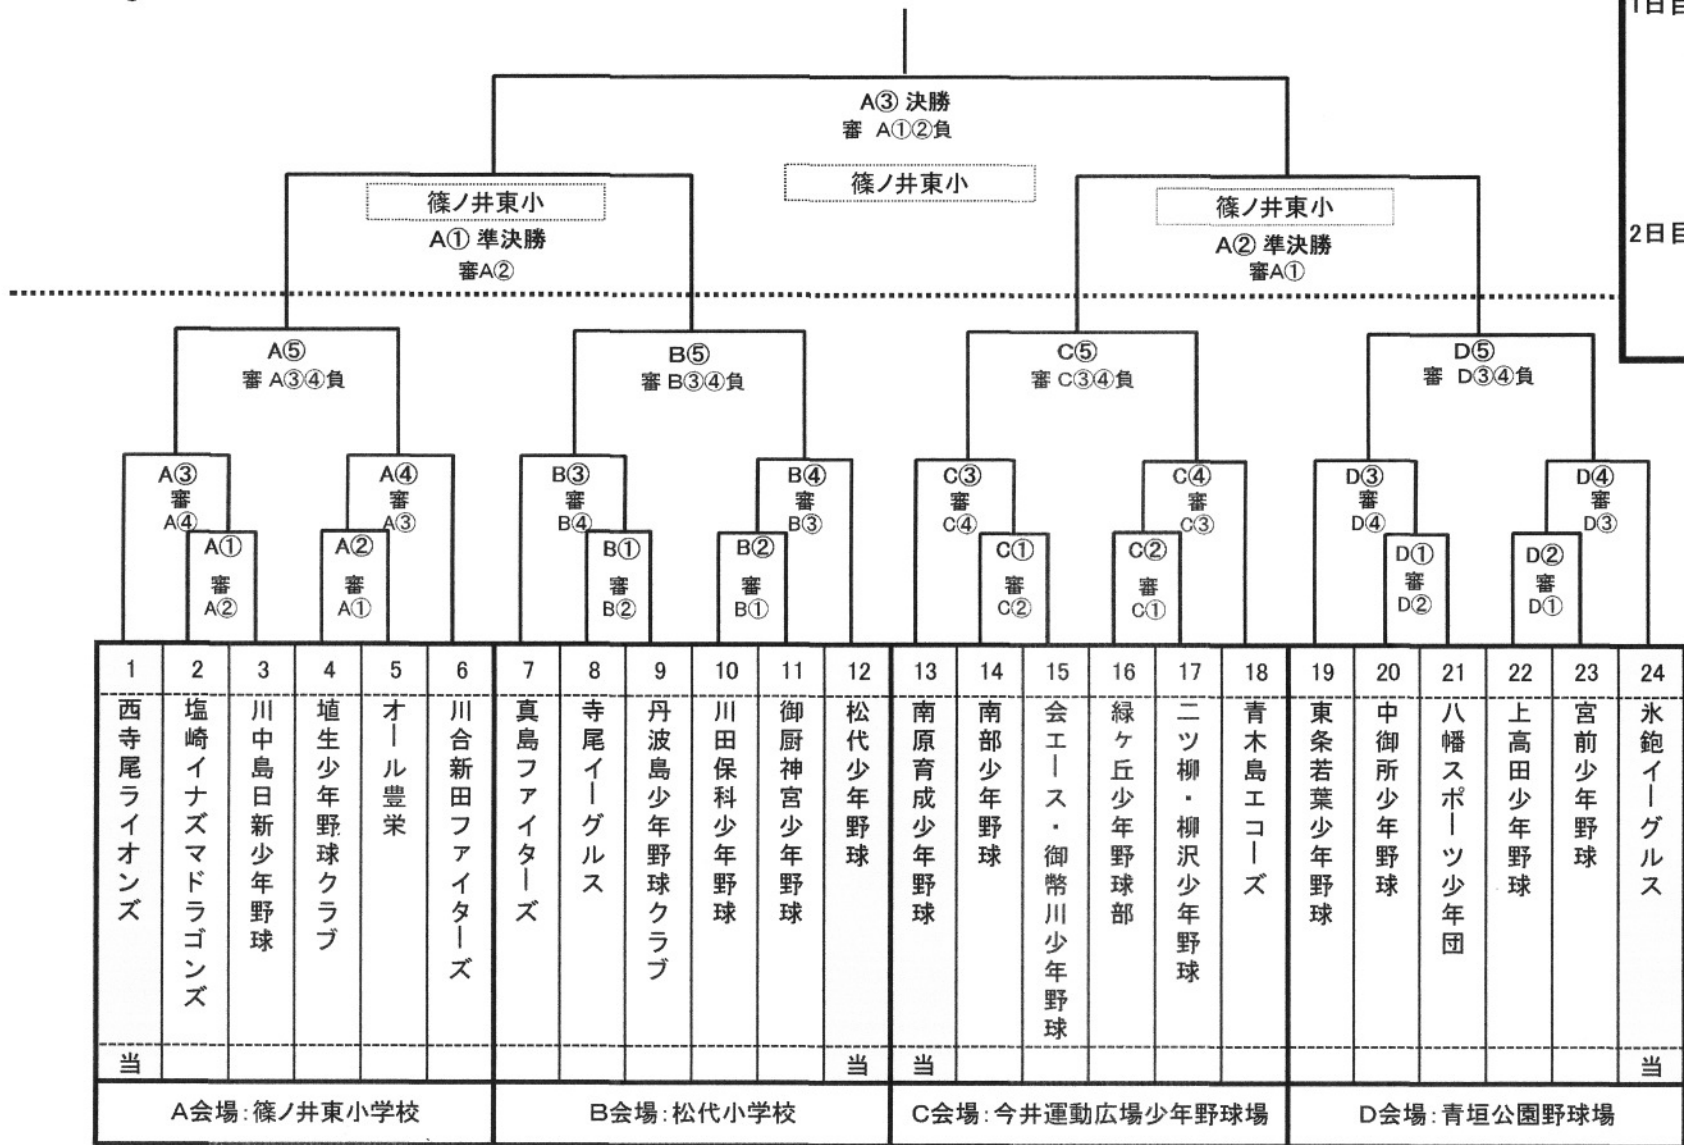 1日目
A③ 決勝
審 A①②負
篠ノ井東小
篠ノ井東小
篠ノ井東小
A① 準決勝
審A②
A② 準決勝
審A①
2日目
A⑤
審 A③④負
B⑤
審 B③④負
C⑤
審 C③④負
D⑤
審 D③④負
A③
審
A④
A④
審
A③
B③
審
B④
B④
審
B③
C③
審
C④
C④
審
C③
D③
審
D④
D④
審
D③
A①
審
A②
A②
審
A①
B①
審
B②
B②
審
B①
C①
審
C②
C②
審
C①
D①
審
D②
D②
審
D①
1 2 3 4 5 6 7 8 9 10 11 12 13 14 15 16 17 18 19 20 21 22 23 24
西寺尾ライオンズ
塩崎イナズマドラゴンズ
川中島日新少年野球
埴生少年野球クラブ
オール豊栄
川合新田ファイターズ
真島ファイターズ
寺尾イーグルス
丹波島少年野球クラブ
川田保科少年野球
御厨神宮少年野球
松代少年野球
南原育成少年野球
南部少年野球
会エース・御幣川少年野球
緑ヶ丘少年野球部
二ツ柳・柳沢少年野球
青木島エコーズ
東条若葉少年野球
中御所少年野球
八幡スポーツ少年団
上高田少年野球
宮前少年野球
氷鉋イーグルス
当 当 当 当
A会場:篠ノ井東小学校
B会場:松代小学校
C会場:今井運動広場少年野球場
D会場:青垣公園野球場